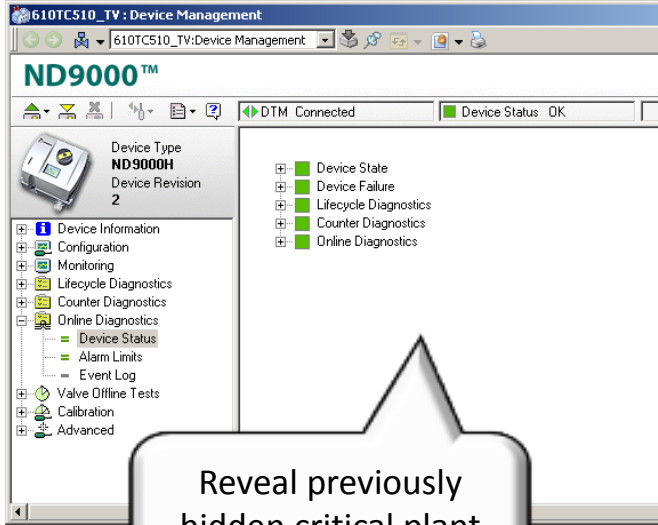 610TC510_TV : Device Management
610TC510_TV:Device Management
ND9000™
DTM Connected
Device Status OK
Device Type
ND9000H
Device Revision
2
Device Information
Configuration
Monitoring
Lifecycle Diagnostics
Counter Diagnostics
Online Diagnostics
Device Status
Alarm Limits
Event Log
Valve Offline Tests
Calibration
Advanced
Device State
Device Failure
Lifecycle Diagnostics
Counter Diagnostics
Online Diagnostics
Reveal previously
hidden critical plant